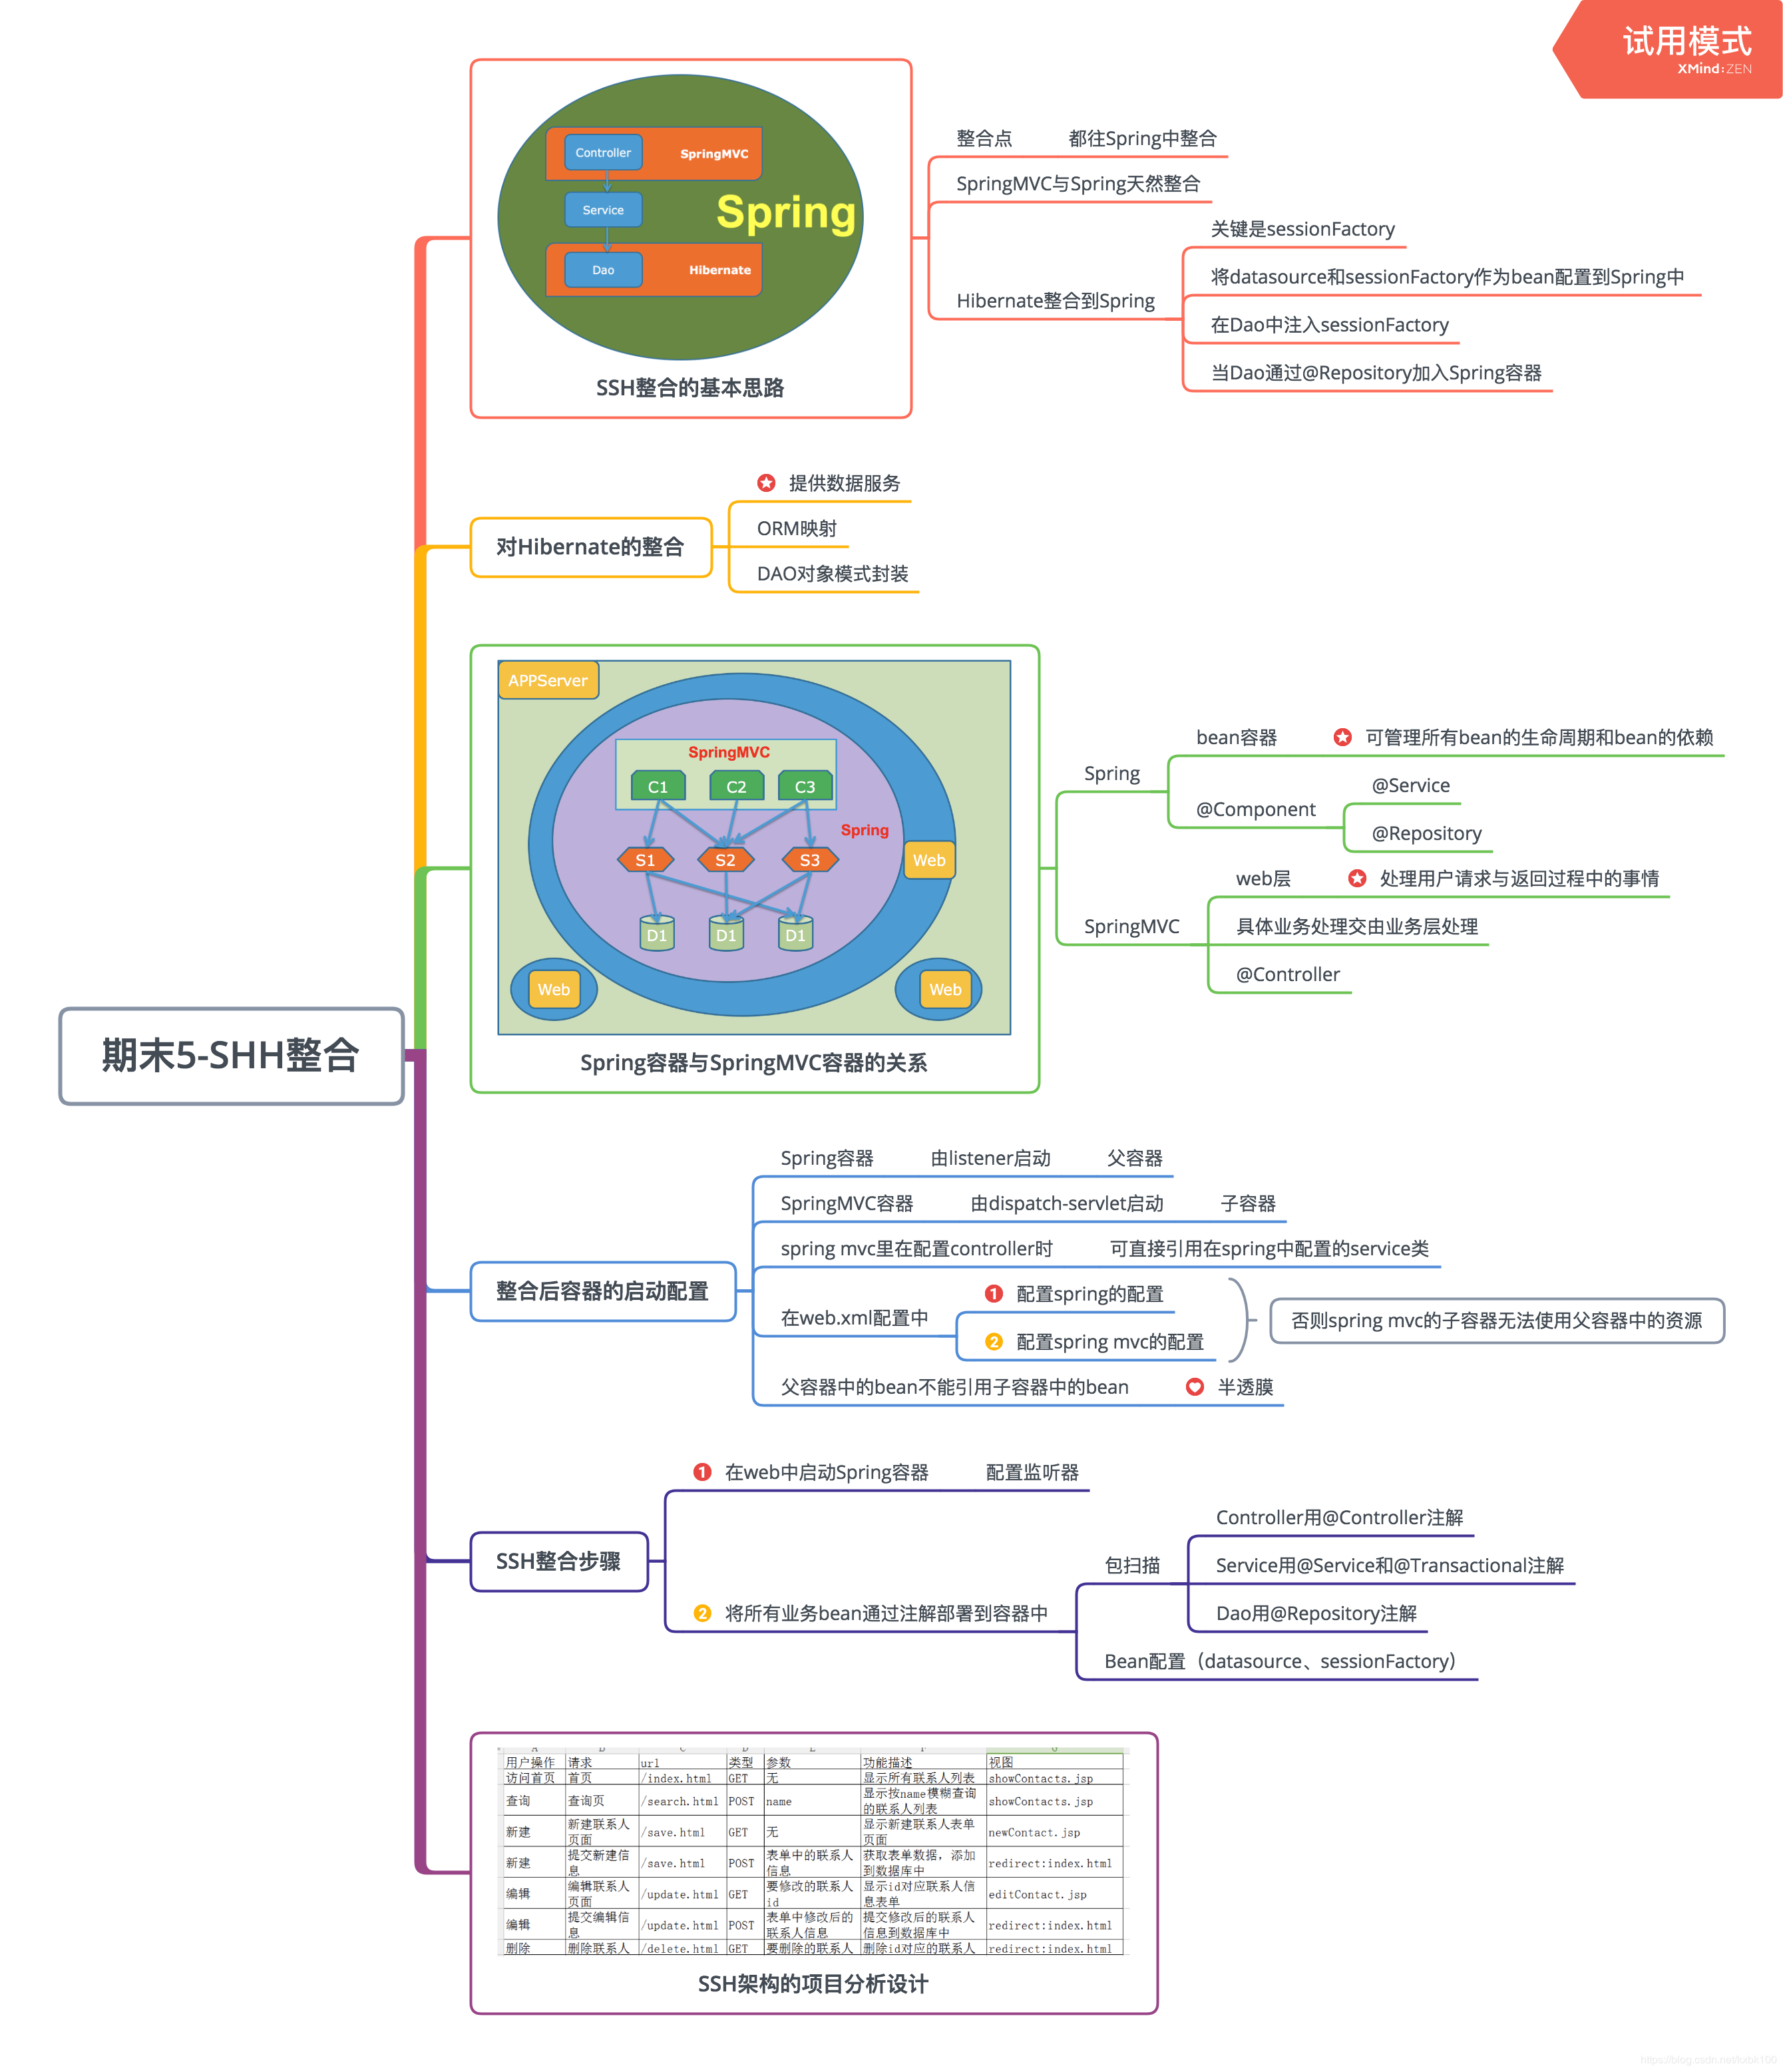 试用模式
XMind:ZEN
Controller
SpringMVC
Service
Spring
Dao
Hibernate
SSH整合的基本思路
整合点 都往Spring中整合
SpringMVC与Spring天然整合
Hibernate整合到Spring
关键是sessionFactory
将datasource和sessionFactory作为bean配置到Spring中
在Dao中注入sessionFactory
当Dao通过@Repository加入Spring容器
对Hibernate的整合
提供数据服务
ORM映射
DAO对象模式封装
APPServer
SpringMVC
C1 C2 C3
Spring
S1 S2 S3
Web
D1 D1 D1
Web Web
Spring容器与SpringMVC容器的关系
Spring
bean容器 可管理所有bean的生命周期和bean的依赖
@Component
@Service
@Repository
SpringMVC
web层 处理用户请求与返回过程中的事情
具体业务处理交由业务层处理
@Controller
期末5-SHH整合
整合后容器的启动配置
Spring容器 由listener启动 父容器
SpringMVC容器 由dispatch-servlet启动 子容器
spring mvc里在配置controller时 可直接引用在spring中配置的service类
在web.xml配置中
1 配置spring的配置
2 配置spring mvc的配置
否则spring mvc的子容器无法使用父容器中的资源
父容器中的bean不能引用子容器中的bean 半透膜
SSH整合步骤
1 在web中启动Spring容器 配置监听器
2 将所有业务bean通过注解部署到容器中
包扫描
Controller用@Controller注解
Service用@Service和@Transactional注解
Dao用@Repository注解
Bean配置（datasource、sessionFactory）
用户操作 请求 url 类型 参数 功能描述 视图
访问首页 首页 /index.html GET 无 显示所有联系人列表 showContacts.jsp
查询 查询页 /search.html POST name 显示按name模糊查询的联系人列表 showContacts.jsp
新建 新建联系人页面 /save.html GET 无 显示新建联系人表单页面 newContact.jsp
新建 提交新建信息 /save.html POST 表单中的联系人信息 获取表单数据，添加到数据库中 redirect:index.html
编辑 编辑联系人页面 /update.html GET 要修改的联系人id 显示id对应联系人信息表单 editContact.jsp
编辑 提交编辑信息 /update.html POST 表单中修改后的联系人信息 提交修改后的联系人信息到数据库中 redirect:index.html
删除 删除联系人 /delete.html GET 要删除的联系人 删除id对应的联系人 redirect:index.html
SSH架构的项目分析设计